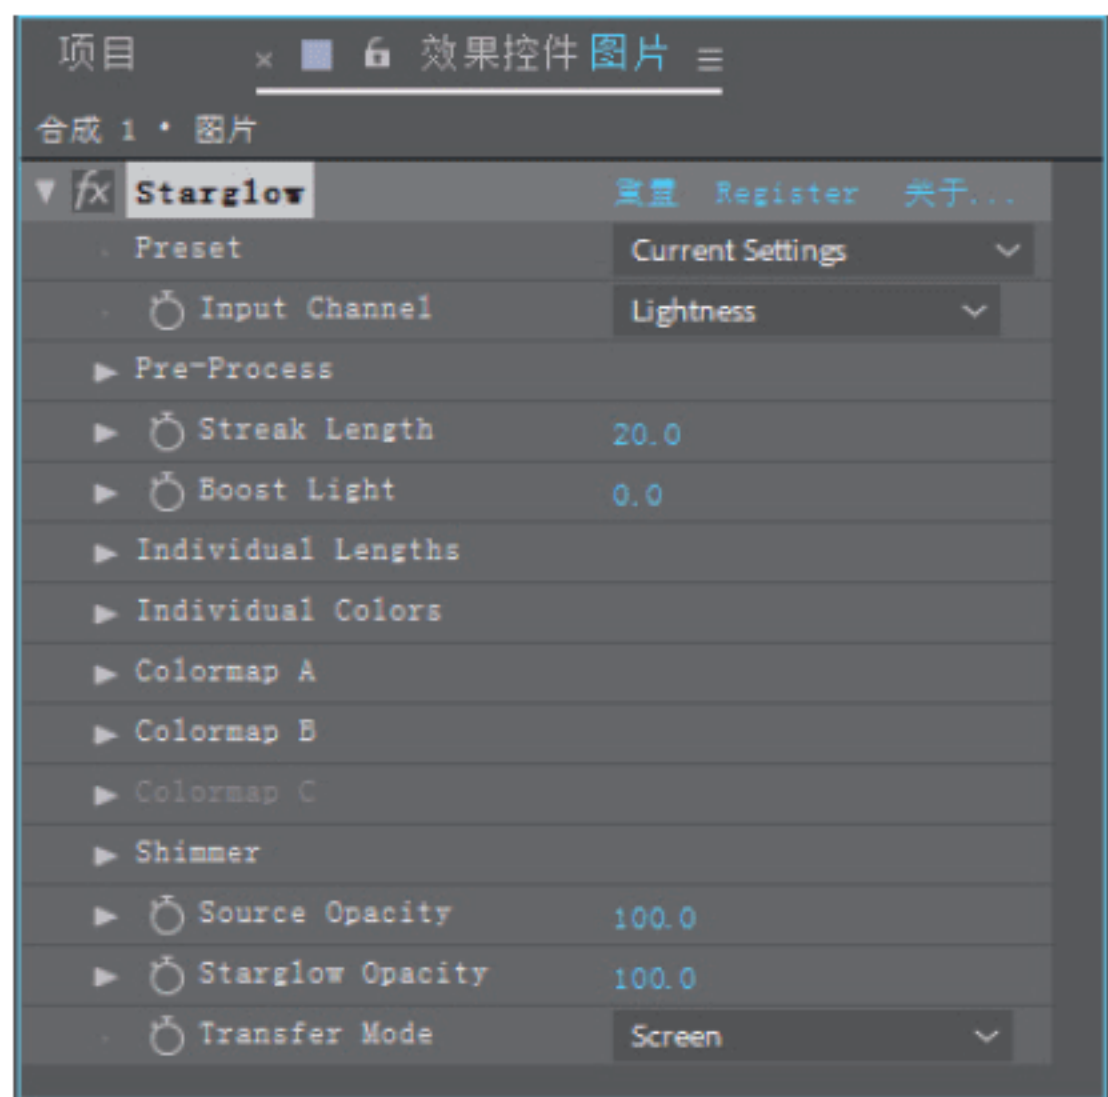 项目 × 效果控件 图片 ≡
合成 1 • 图片
fx Starglow 重置 Register 关于...
Preset Current Settings
Input Channel Lightness
Pre-Process
Streak Length 20.0
Boost Light 0.0
Individual Lengths
Individual Colors
Colormap A
Colormap B
Colormap C
Shimmer
Source Opacity 100.0
Starglow Opacity 100.0
Transfer Mode Screen